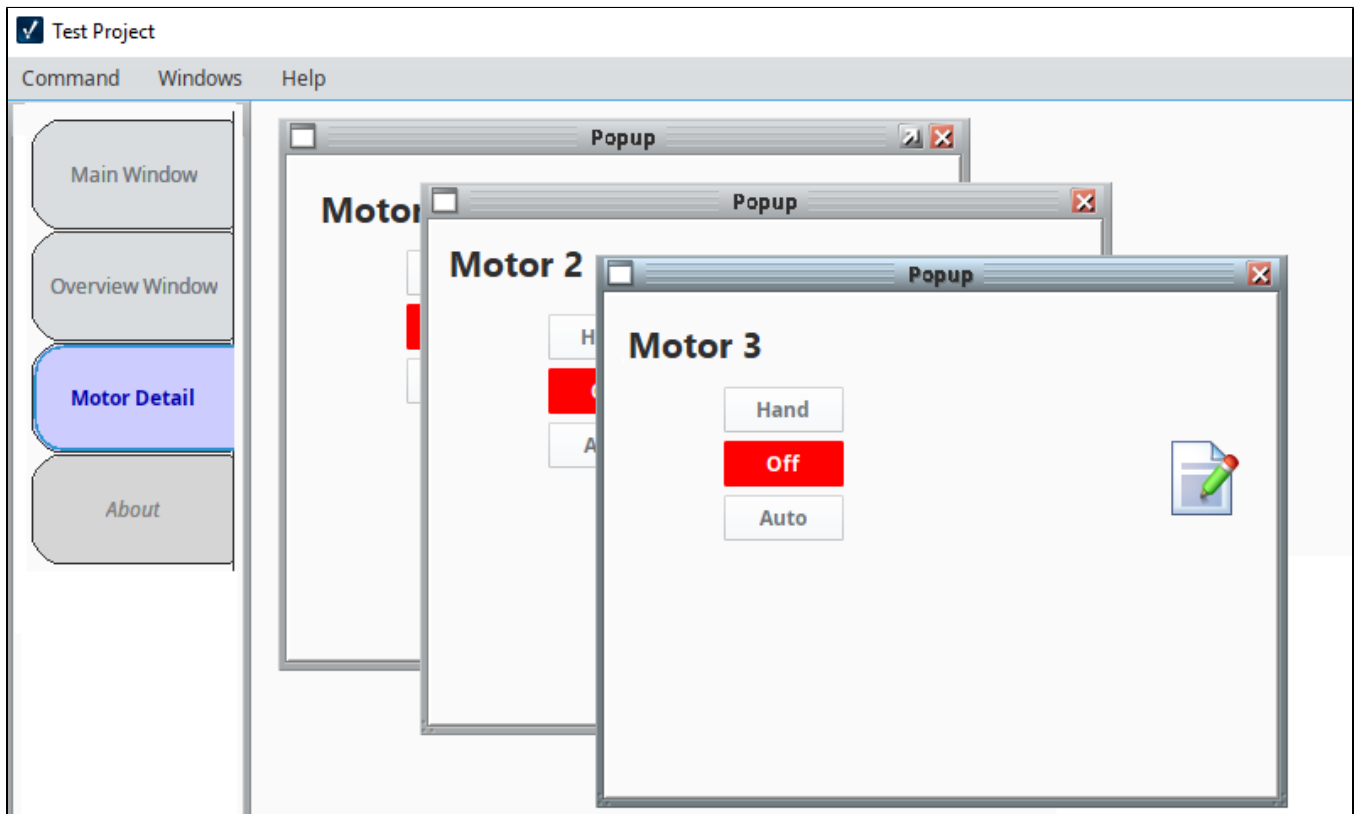 Test Project
Command Windows Help
Main Window
Overview Window
Motor Detail
About
Popup
Motor
Popup
Motor 2
H
A
Popup
Motor 3
Hand
Off
Auto